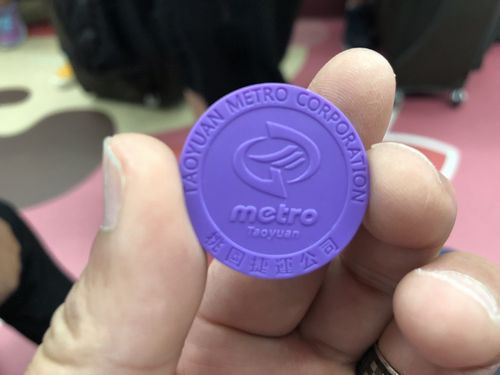 TAOYUAN METRO CORPORATION
metro
Taoyuan
桃園捷運公司